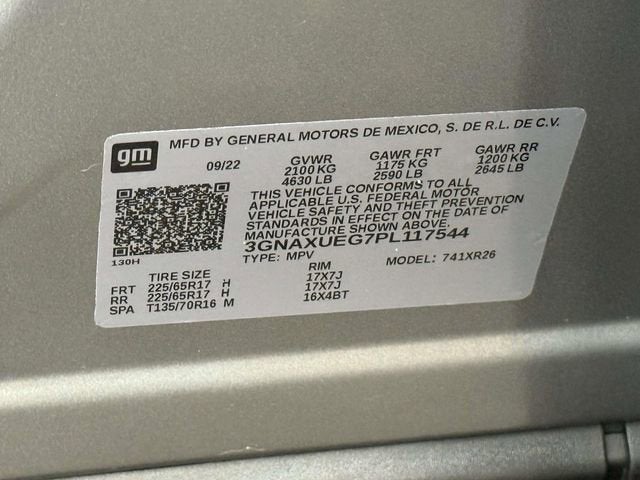 MFD BY GENERAL MOTORS DE MEXICO, S. DE R.L. DE C.V.
gm
09/22 GVWR GAWR FRT GAWR RR
2100 KG 1175 KG 1200 KG
4630 LB 2590 LB 2645 LB
THIS VEHICLE CONFORMS TO ALL
APPLICABLE U.S. FEDERAL MOTOR
VEHICLE SAFETY AND THEFT PREVENTION
STANDARDS IN EFFECT ON THE DATE OF
MANUFACTURE SHOWN ABOVE.
3GNAXUEG7PL117544
130H
TYPE: MPV MODEL: 741XR26
TIRE SIZE RIM
FRT 225/65R17 H 17X7J
RR 225/65R17 H 17X7J
SPA T135/70R16 M 16X4BT